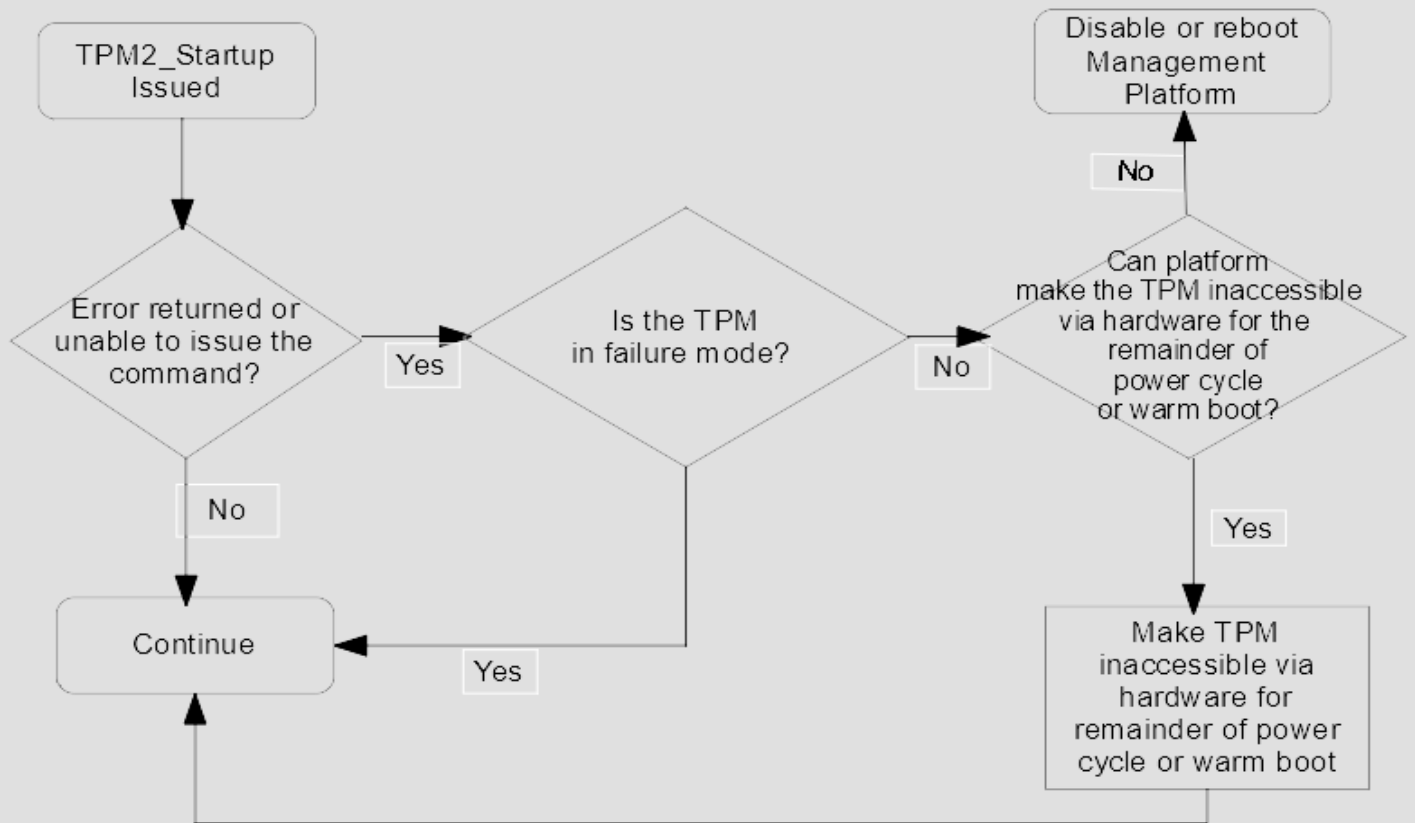 TPM2_Startup
Issued
Disable or reboot
Management
Platform
No
Error returned or
unable to issue the
command?
Yes
Is the TPM
in failure mode?
No
Can platform
make the TPM inaccessible
via hardware for the
remainder of
power cycle
or warm boot?
No
Yes
Continue
Yes
Make TPM
inaccessible via
hardware for
remainder of power
cycle or warm boot